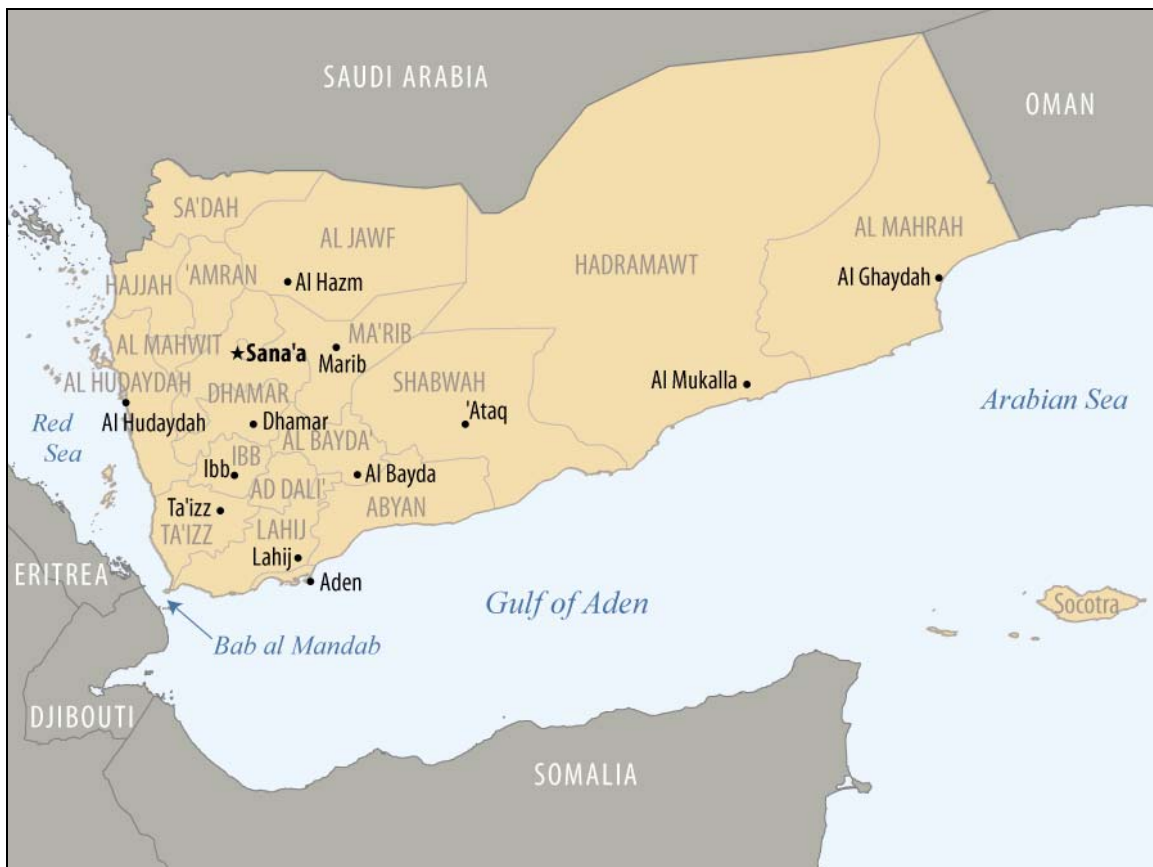 SAUDI ARABIA
OMAN
SA'DAH
AL JAWF
AL MAHRAH
'AMRAN
HADRAMAWT
HAJJAH
Al Hazm
Al Ghaydah
MA'RIB
AL MAHWIT
Sana'a
Marib
AL HUDAYDAH
SHABWAH
Al Mukalla
DHAMAR
Arabian Sea
'Ataq
Red
Sea
Al Hudaydah
Dhamar
AL BAYDA'
IBB
Ibb
Al Bayda
AD DALI'
ABYAN
Ta'izz
TA'IZZ
LAHIJ
Lahij
ERITREA
Aden
Gulf of Aden
Socotra
Bab al Mandab
DJIBOUTI
SOMALIA